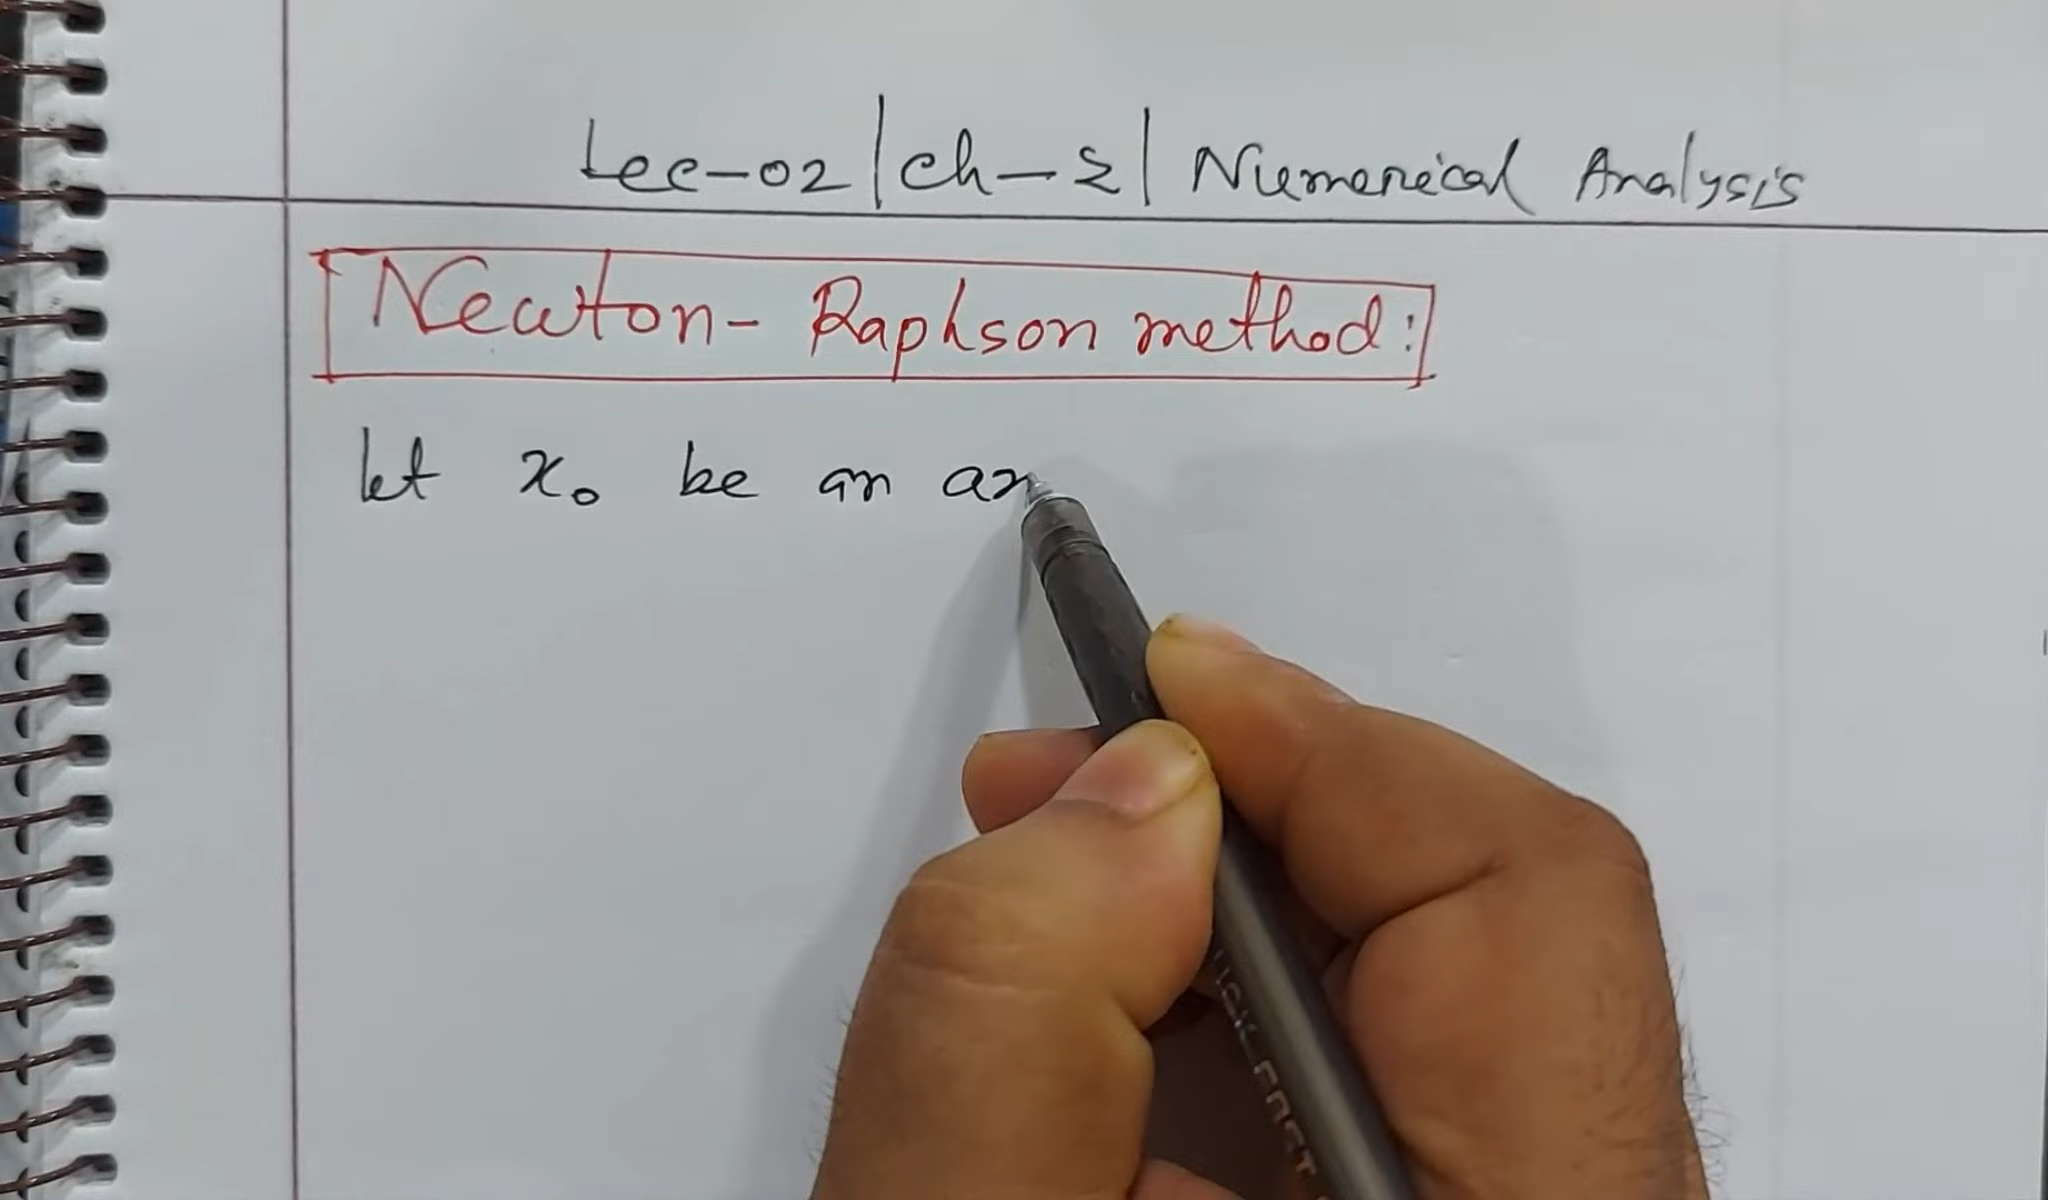 Lec-02 | ch-2 | Numerical Analysis
Newton-Raphson method:
let x₀ be an